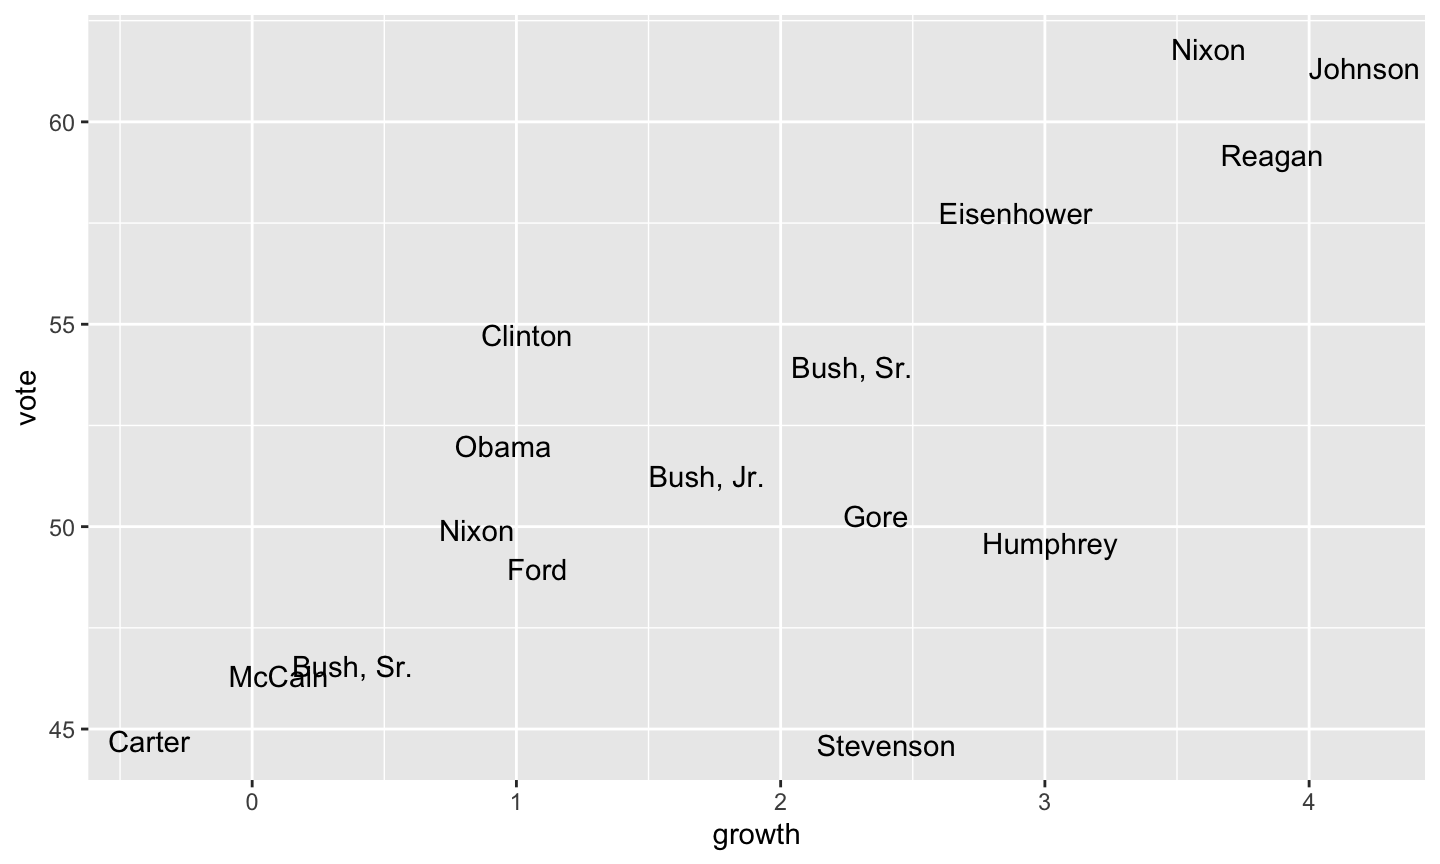 Nixon
Johnson
60
Reagan
Eisenhower
55
Clinton
Bush, Sr.
vote
Obama
Bush, Jr.
50
Gore
Nixon
Humphrey
Ford
Bush, Sr.
McCain
45
Carter
Stevenson
0 1 2 3 4
growth